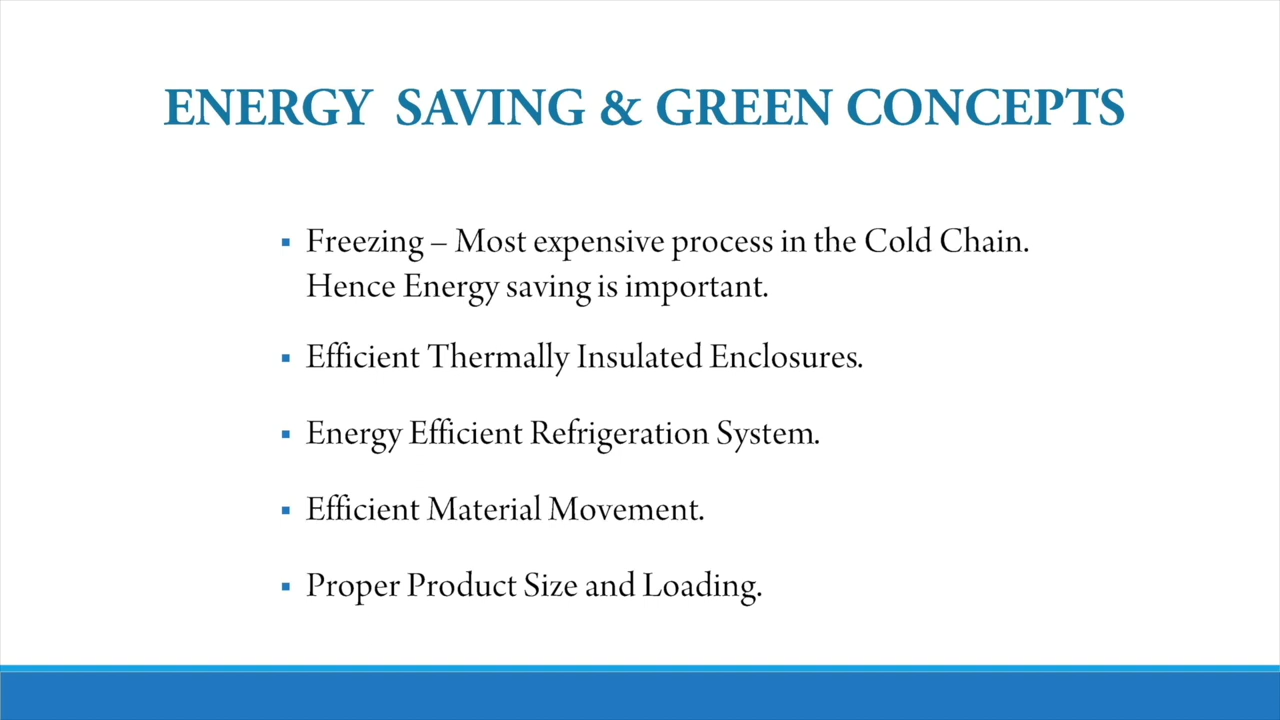 ENERGY SAVING & GREEN CONCEPTS
▪ Freezing – Most expensive process in the Cold Chain.
Hence Energy saving is important.
▪ Efficient Thermally Insulated Enclosures.
▪ Energy Efficient Refrigeration System.
▪ Efficient Material Movement.
▪ Proper Product Size and Loading.